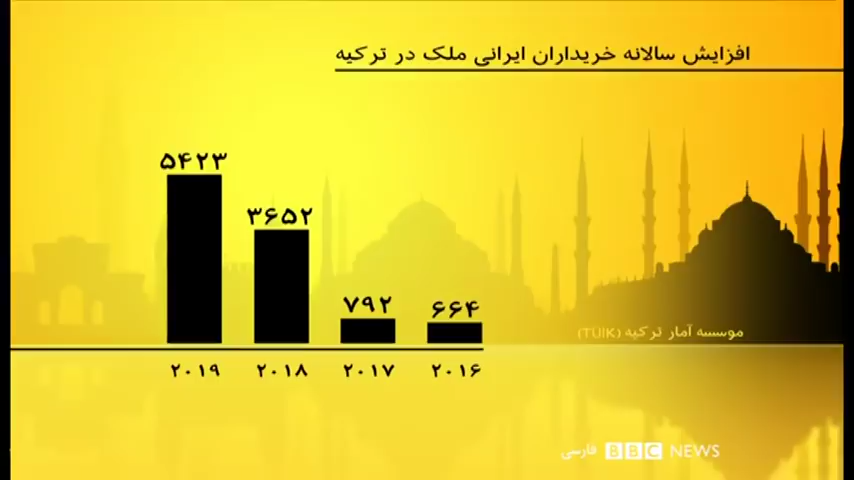 افزایش سالانه خریداران ایرانی ملک در ترکیه
۵۴۲۳
۳۶۵۲
۷۹۲
۶۶۴
موسسه آمار ترکیه (TUIK)
۲۰۱۹ ۲۰۱۸ ۲۰۱۷ ۲۰۱۶
فارسی BBC NEWS